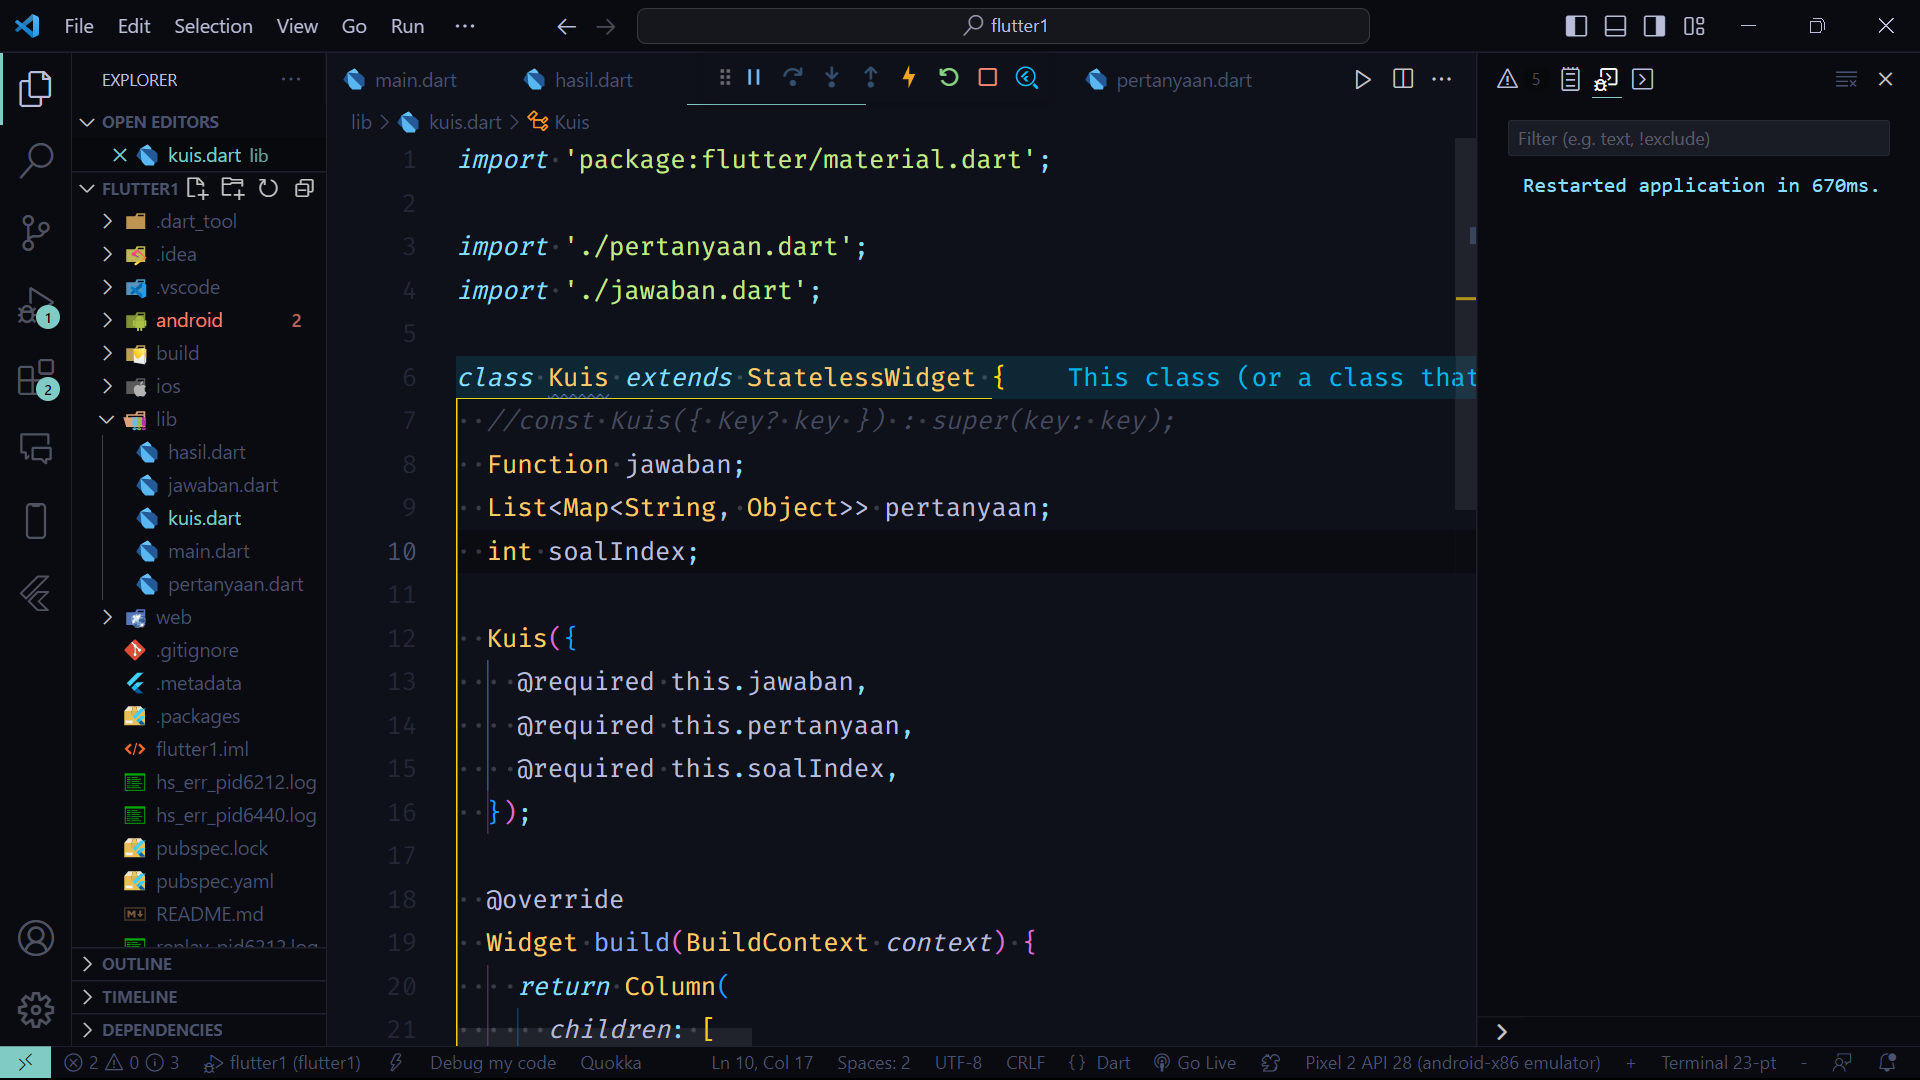 File Edit Selection View Go Run ··· flutter1
EXPLORER ···
OPEN EDITORS
kuis.dart lib
FLUTTER1
.dart_tool
.idea
.vscode
android 2
build
ios
lib
hasil.dart
jawaban.dart
kuis.dart
main.dart
pertanyaan.dart
web
.gitignore
.metadata
.packages
flutter1.iml
hs_err_pid6212.log
hs_err_pid6440.log
pubspec.lock
pubspec.yaml
README.md
replay_pid6212.log
OUTLINE
TIMELINE
DEPENDENCIES
1
2
main.dart hasil.dart pertanyaan.dart
lib > kuis.dart > Kuis
1 import 'package:flutter/material.dart';
2
3 import './pertanyaan.dart';
4 import './jawaban.dart';
5
6 class Kuis extends StatelessWidget { This class (or a class that
7 //const Kuis({ Key? key }) : super(key: key);
8 Function jawaban;
9 List<Map<String, Object>> pertanyaan;
10 int soalIndex;
11
12 Kuis({
13 @required this.jawaban,
14 @required this.pertanyaan,
15 @required this.soalIndex,
16 });
17
18 @override
19 Widget build(BuildContext context) {
20 return Column(
21 children: [
5
Filter (e.g. text, !exclude)
Restarted application in 670ms.
2 0 3 flutter1 (flutter1) Debug my code Quokka Ln 10, Col 17 Spaces: 2 UTF-8 CRLF {} Dart Go Live Pixel 2 API 28 (android-x86 emulator) + Terminal 23-pt -